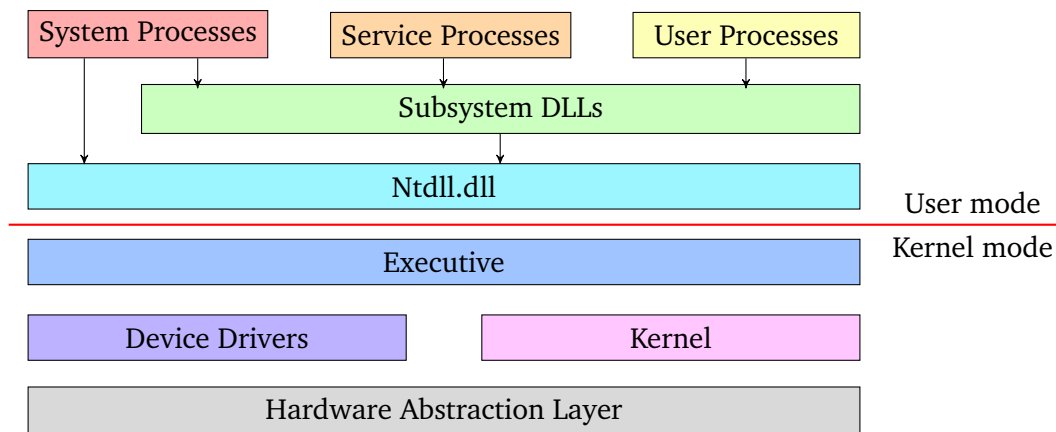 System Processes
Service Processes
User Processes
Subsystem DLLs
Ntdll.dll
User mode
Kernel mode
Executive
Device Drivers
Kernel
Hardware Abstraction Layer